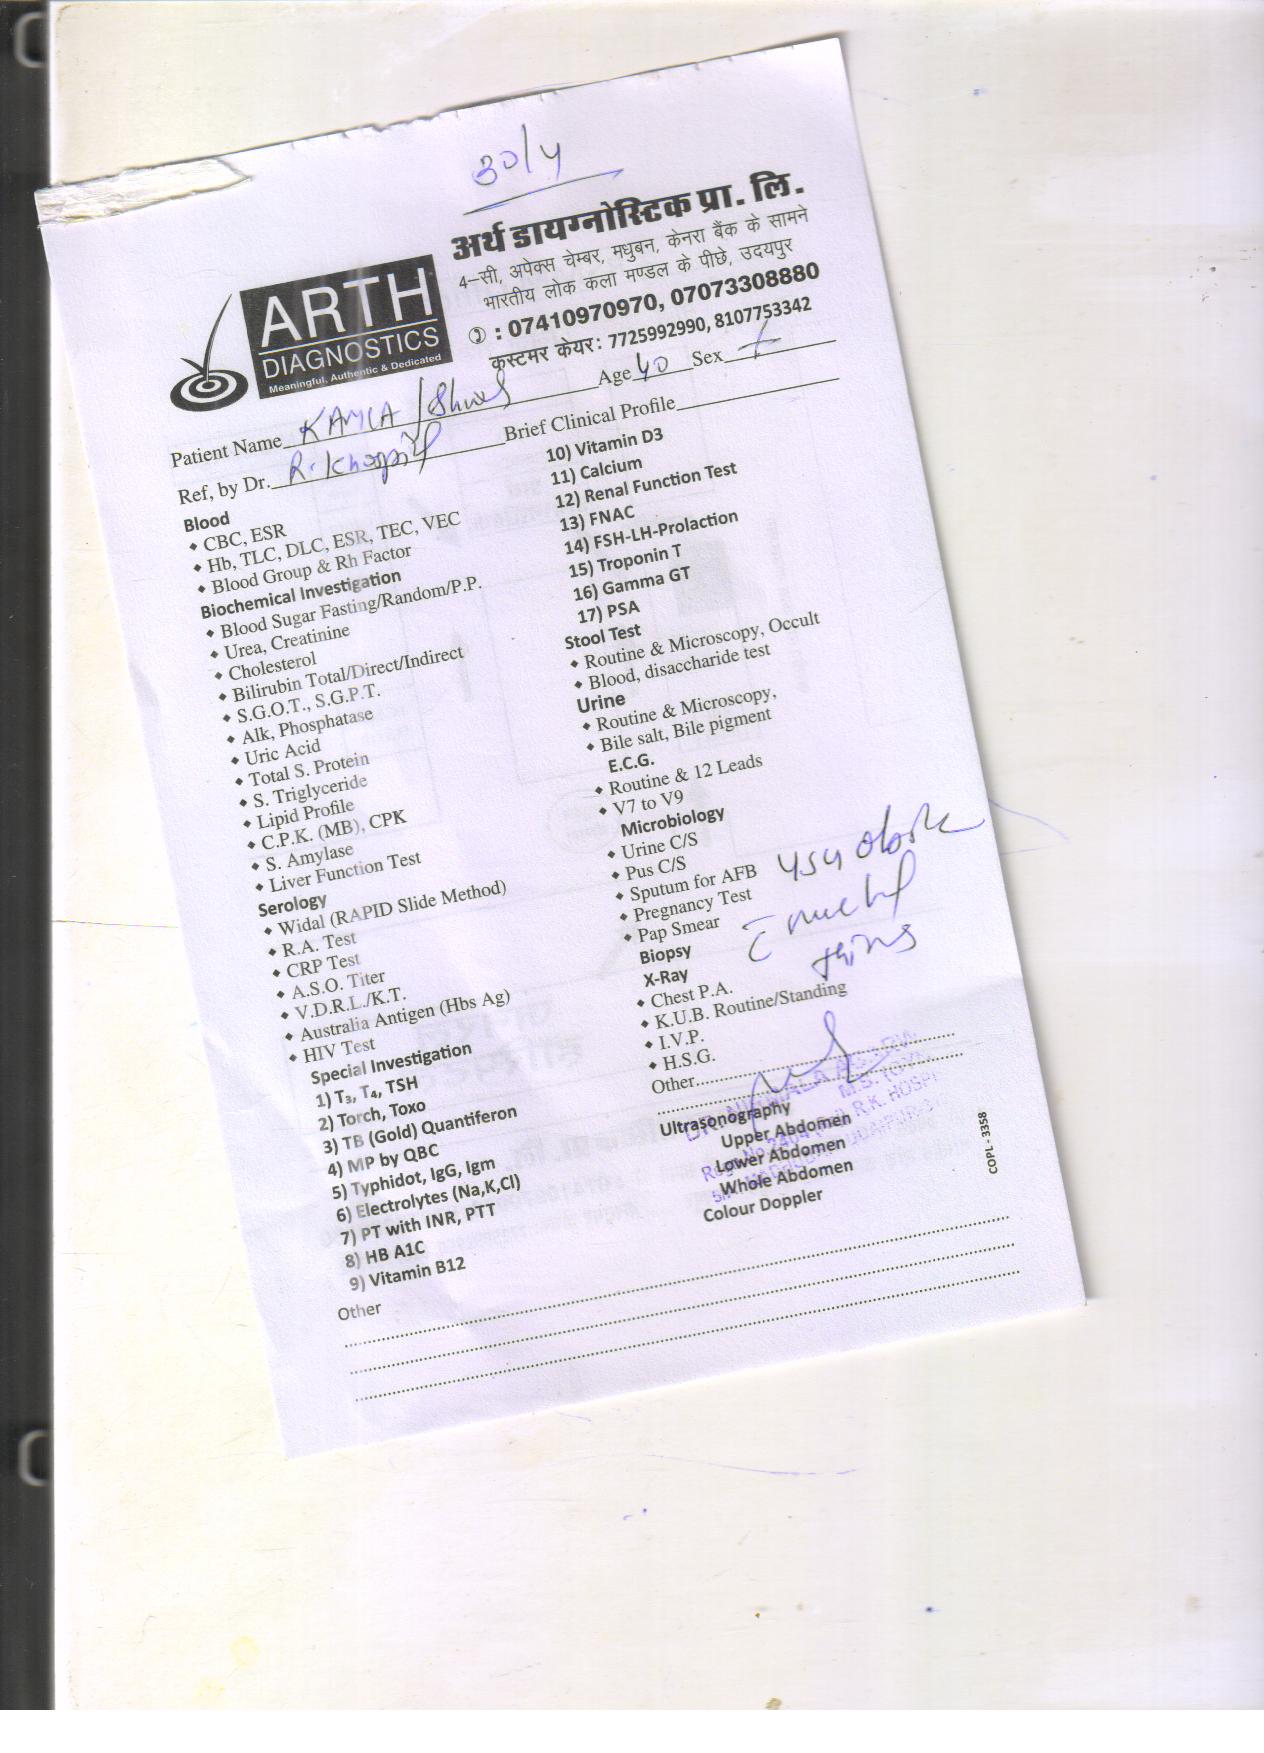 30/4
अर्थ डायग्नोस्टिक प्रा. लि.
4–सी, अपेक्स चेम्बर, मधुबन, केनरा बैंक के सामने
भारतीय लोक कला मण्डल के पीछे, उदयपुर
: 07410970970, 07073308880
कस्टमर केयर: 7725992990, 8107753342
ARTH
DIAGNOSTICS
Meaningful, Authentic & Dedicated
Patient Name KAMLA / Age 40 Sex
Ref, by Dr. Brief Clinical Profile
Blood
CBC, ESR
Hb, TLC, DLC, ESR, TEC, VEC
Blood Group & Rh Factor
Biochemical Investigation
Blood Sugar Fasting/Random/P.P.
Urea, Creatinine
Cholesterol
Bilirubin Total/Direct/Indirect
S.G.O.T., S.G.P.T.
Alk, Phosphatase
Uric Acid
Total S. Protein
S. Triglyceride
Lipid Profile
C.P.K. (MB), CPK
S. Amylase
Liver Function Test
Serology
Widal (RAPID Slide Method)
R.A. Test
CRP Test
A.S.O. Titer
V.D.R.L./K.T.
Australia Antigen (Hbs Ag)
HIV Test
Special Investigation
1) T₃, T₄, TSH
2) Torch, Toxo
3) TB (Gold) Quantiferon
4) MP by QBC
5) Typhidot, IgG, Igm
6) Electrolytes (Na,K,Cl)
7) PT with INR, PTT
8) HB A1C
9) Vitamin B12
Other
10) Vitamin D3
11) Calcium
12) Renal Function Test
13) FNAC
14) FSH-LH-Prolaction
15) Troponin T
16) Gamma GT
17) PSA
Stool Test
Routine & Microscopy, Occult
Blood, disaccharide test
Urine
Routine & Microscopy,
Bile salt, Bile pigment
E.C.G.
Routine & 12 Leads
V7 to V9
Microbiology
Urine C/S
Pus C/S
Sputum for AFB
Pregnancy Test
Pap Smear
Biopsy
X-Ray
Chest P.A.
K.U.B. Routine/Standing
I.V.P.
H.S.G.
Other
Ultrasonography
Upper Abdomen
Lower Abdomen
Whole Abdomen
Colour Doppler
COPL - 3358